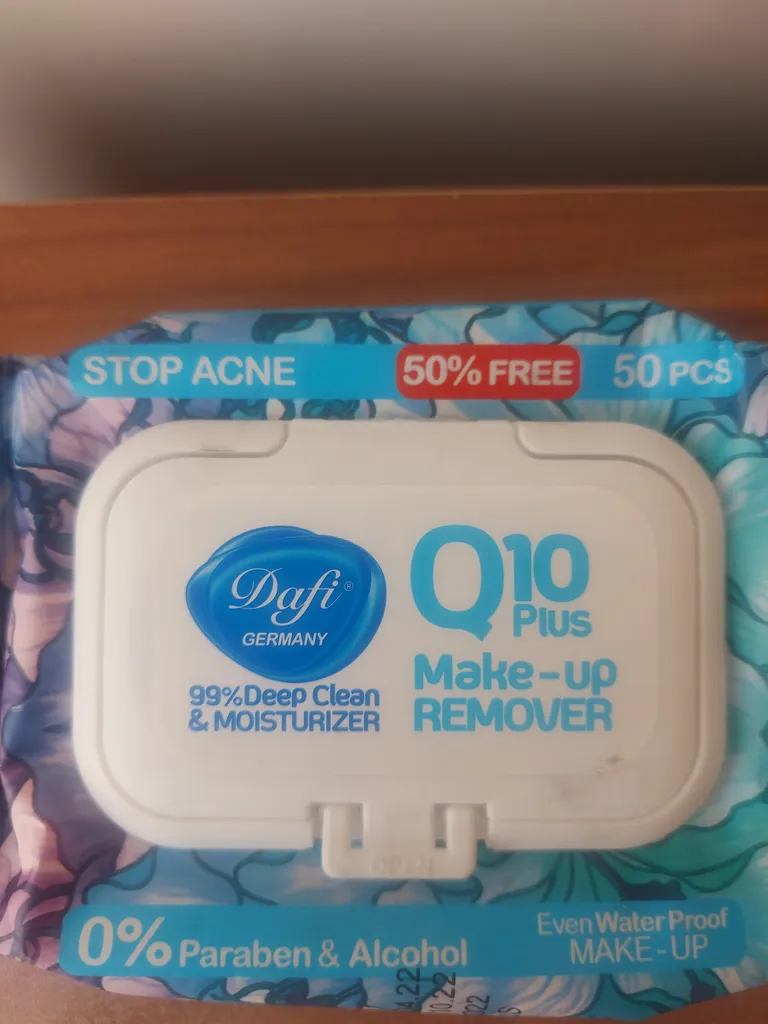 STOP ACNE
50% FREE
50 PCS
Dafi®
GERMANY
99% Deep Clean
& MOISTURIZER
Q10
Plus
Make-up
REMOVER
OPEN
0% Paraben & Alcohol
Even Water Proof
MAKE-UP